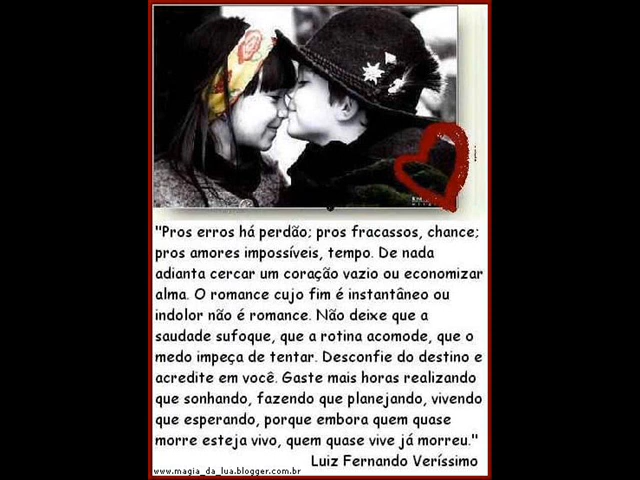 "Pros erros há perdão; pros fracassos, chance;
pros amores impossíveis, tempo. De nada
adianta cercar um coração vazio ou economizar
alma. O romance cujo fim é instantâneo ou
indolor não é romance. Não deixe que a
saudade sufoque, que a rotina acomode, que o
medo impeça de tentar. Desconfie do destino e
acredite em você. Gaste mais horas realizando
que sonhando, fazendo que planejando, vivendo
que esperando, porque embora quem quase
morre esteja vivo, quem quase vive já morreu."
Luiz Fernando Veríssimo
www.magia_da_lua.blogger.com.br